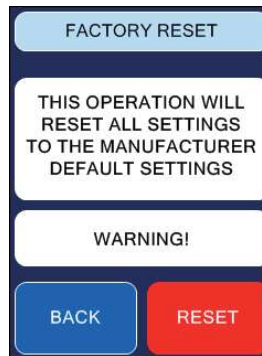 FACTORY RESET
THIS OPERATION WILL
RESET ALL SETTINGS
TO THE MANUFACTURER
DEFAULT SETTINGS
WARNING!
BACK
RESET